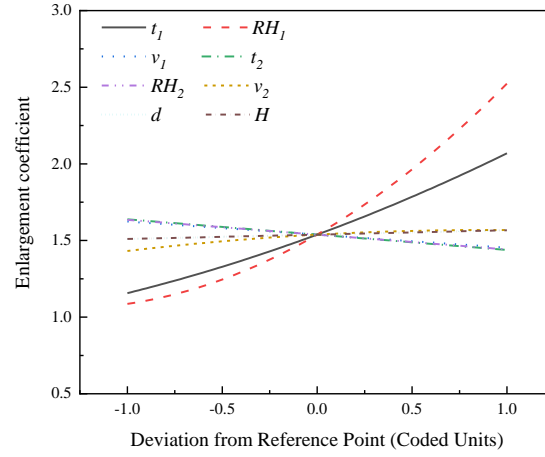 3.0
2.5
2.0
1.5
1.0
0.5
Enlargement coefficient
t₁ RH₁
v₁ t₂
RH₂ v₂
d H
-1.0 -0.5 0.0 0.5 1.0
Deviation from Reference Point (Coded Units)